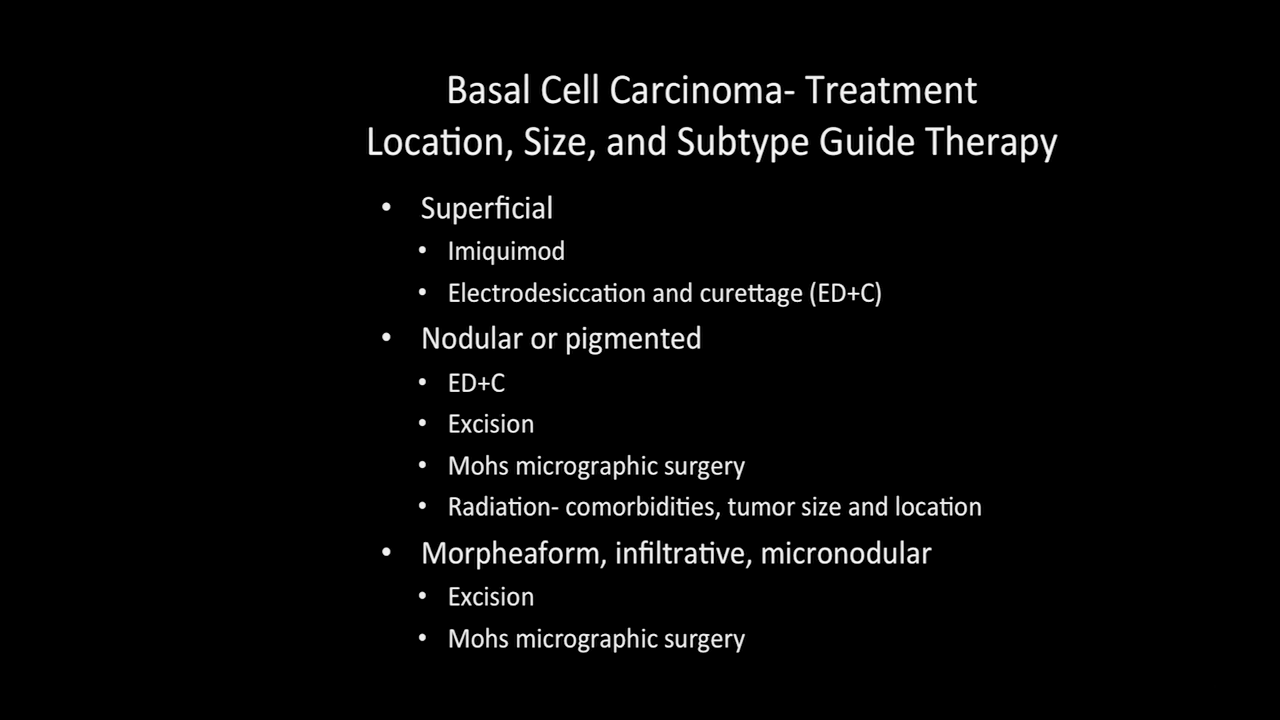 Basal Cell Carcinoma- Treatment
Location, Size, and Subtype Guide Therapy
• Superficial
• Imiquimod
• Electrodesiccation and curettage (ED+C)
• Nodular or pigmented
• ED+C
• Excision
• Mohs micrographic surgery
• Radiation- comorbidities, tumor size and location
• Morpheaform, infiltrative, micronodular
• Excision
• Mohs micrographic surgery